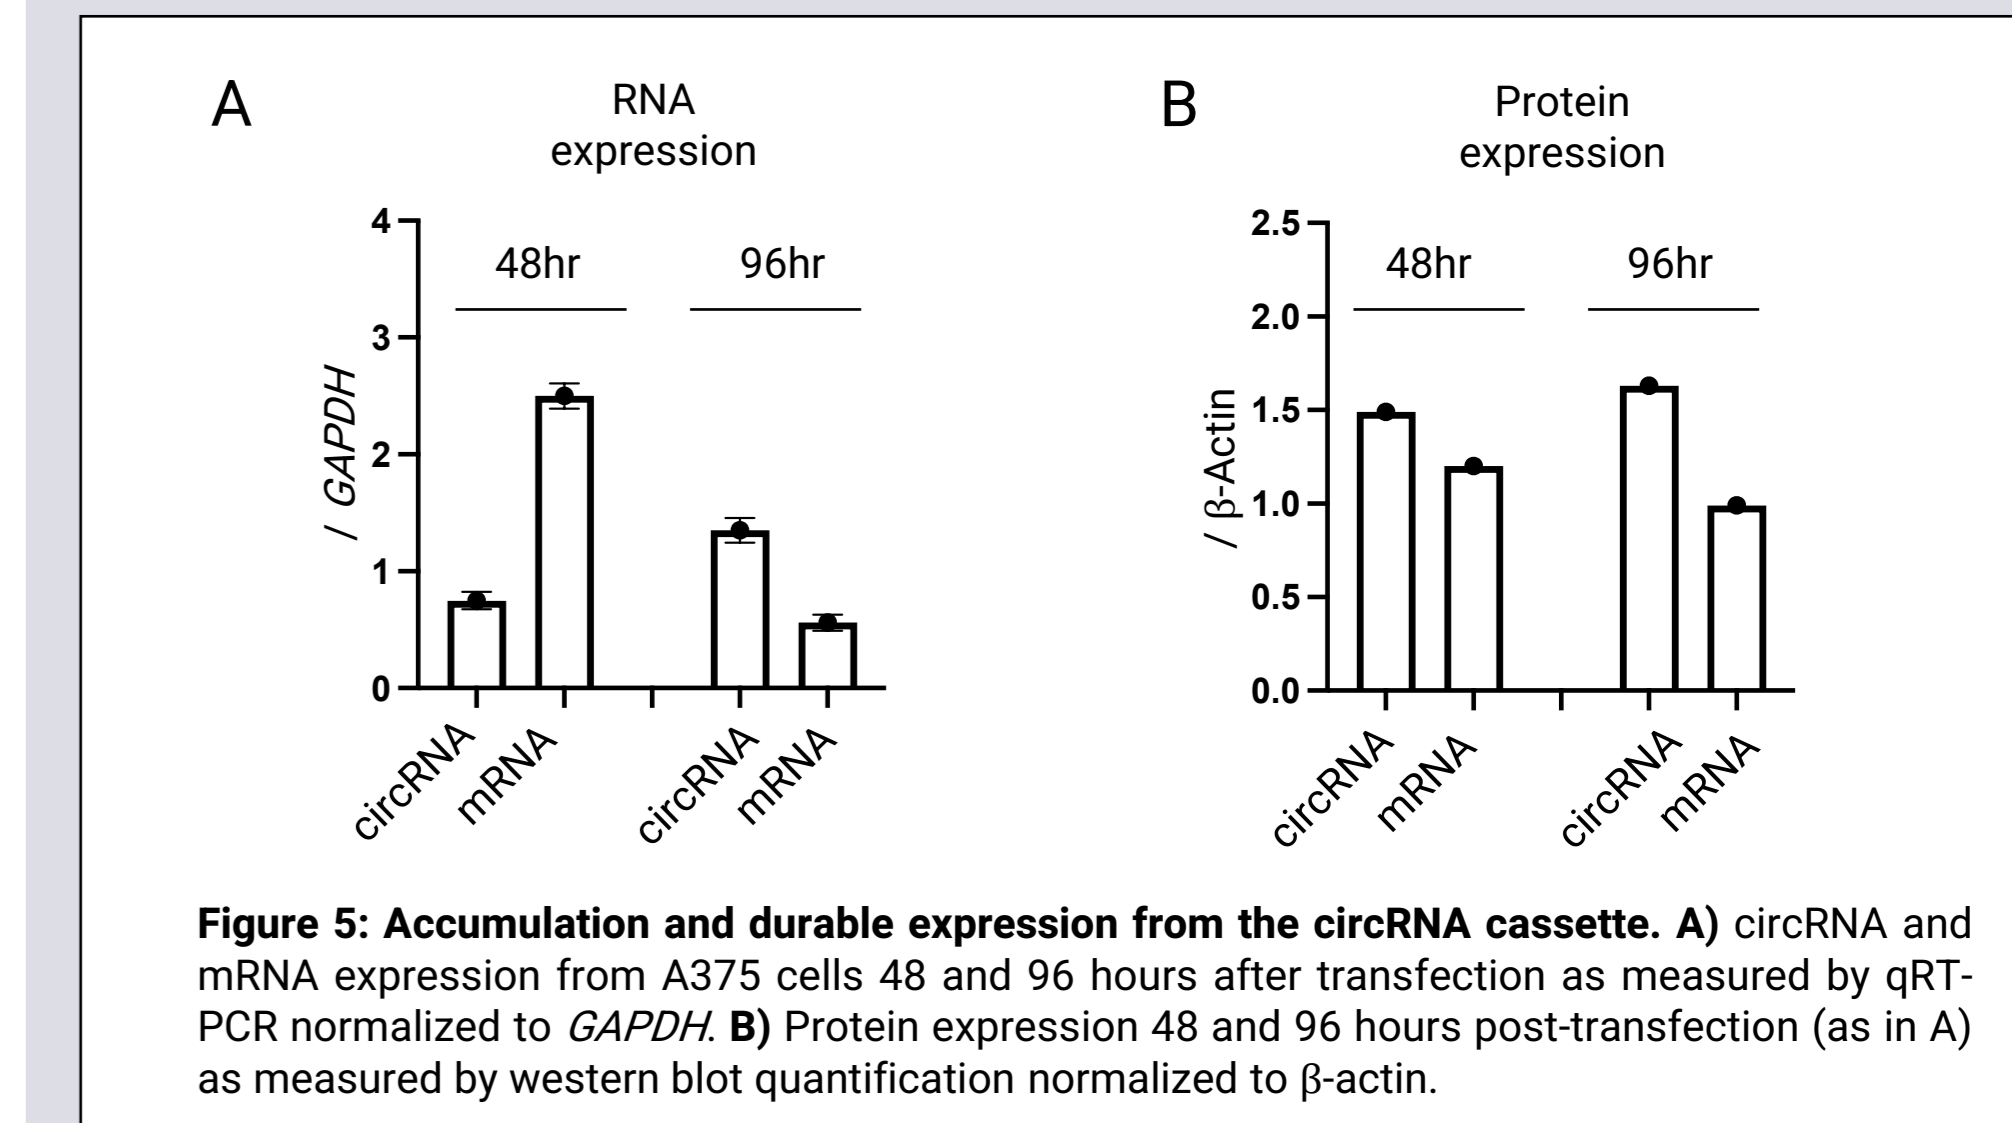 A
RNA
expression
4
3
2
1
0
/ GAPDH
48hr
96hr
circRNA
mRNA
circRNA
mRNA
B
Protein
expression
2.5
2.0
1.5
1.0
0.5
0.0
/ β-Actin
48hr
96hr
circRNA
mRNA
circRNA
mRNA
Figure 5: Accumulation and durable expression from the circRNA cassette. A) circRNA and
mRNA expression from A375 cells 48 and 96 hours after transfection as measured by qRT-
PCR normalized to GAPDH. B) Protein expression 48 and 96 hours post-transfection (as in A)
as measured by western blot quantification normalized to β-actin.